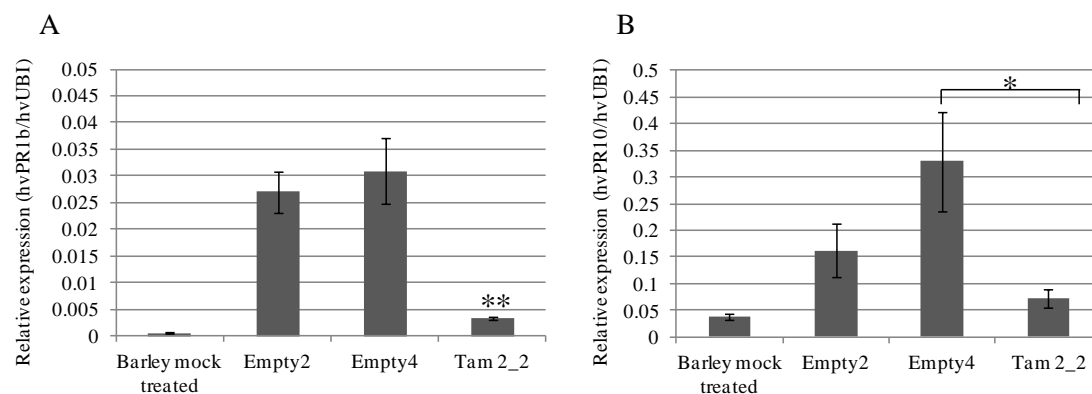 A
Relative expression (hvPR1b/hvUBI)
0.05
0.045
0.04
0.035
0.03
0.025
0.02
0.015
0.01
0.005
0
**
Barley mock
treated
Empty2
Empty4
Tam 2_2
B
Relative expression (hvPR10/hvUBI)
0.5
0.45
0.4
0.35
0.3
0.25
0.2
0.15
0.1
0.05
0
*
Barley mock
treated
Empty2
Empty4
Tam 2_2